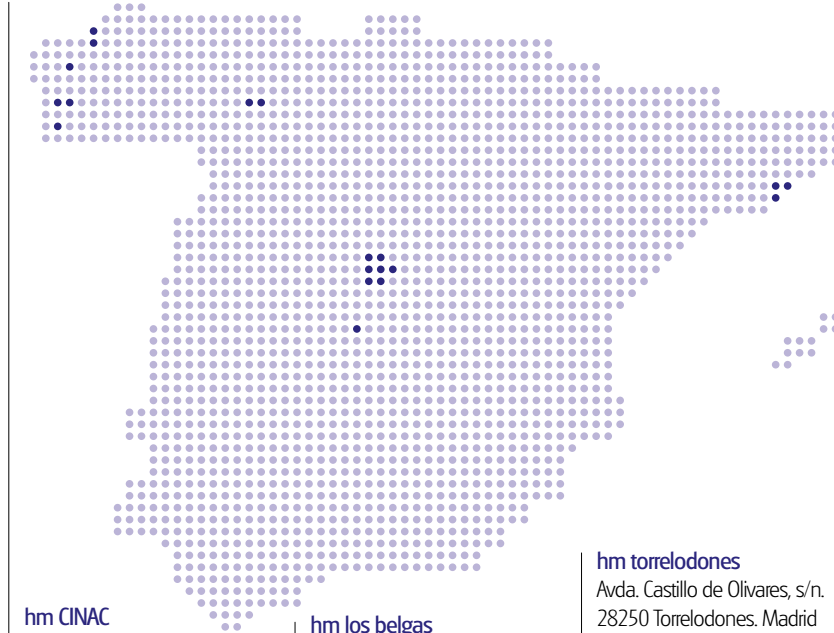 hm CINAC
hm los belgas
hm torrelodones
Avda. Castillo de Olivares, s/n.
28250 Torrelodones. Madrid